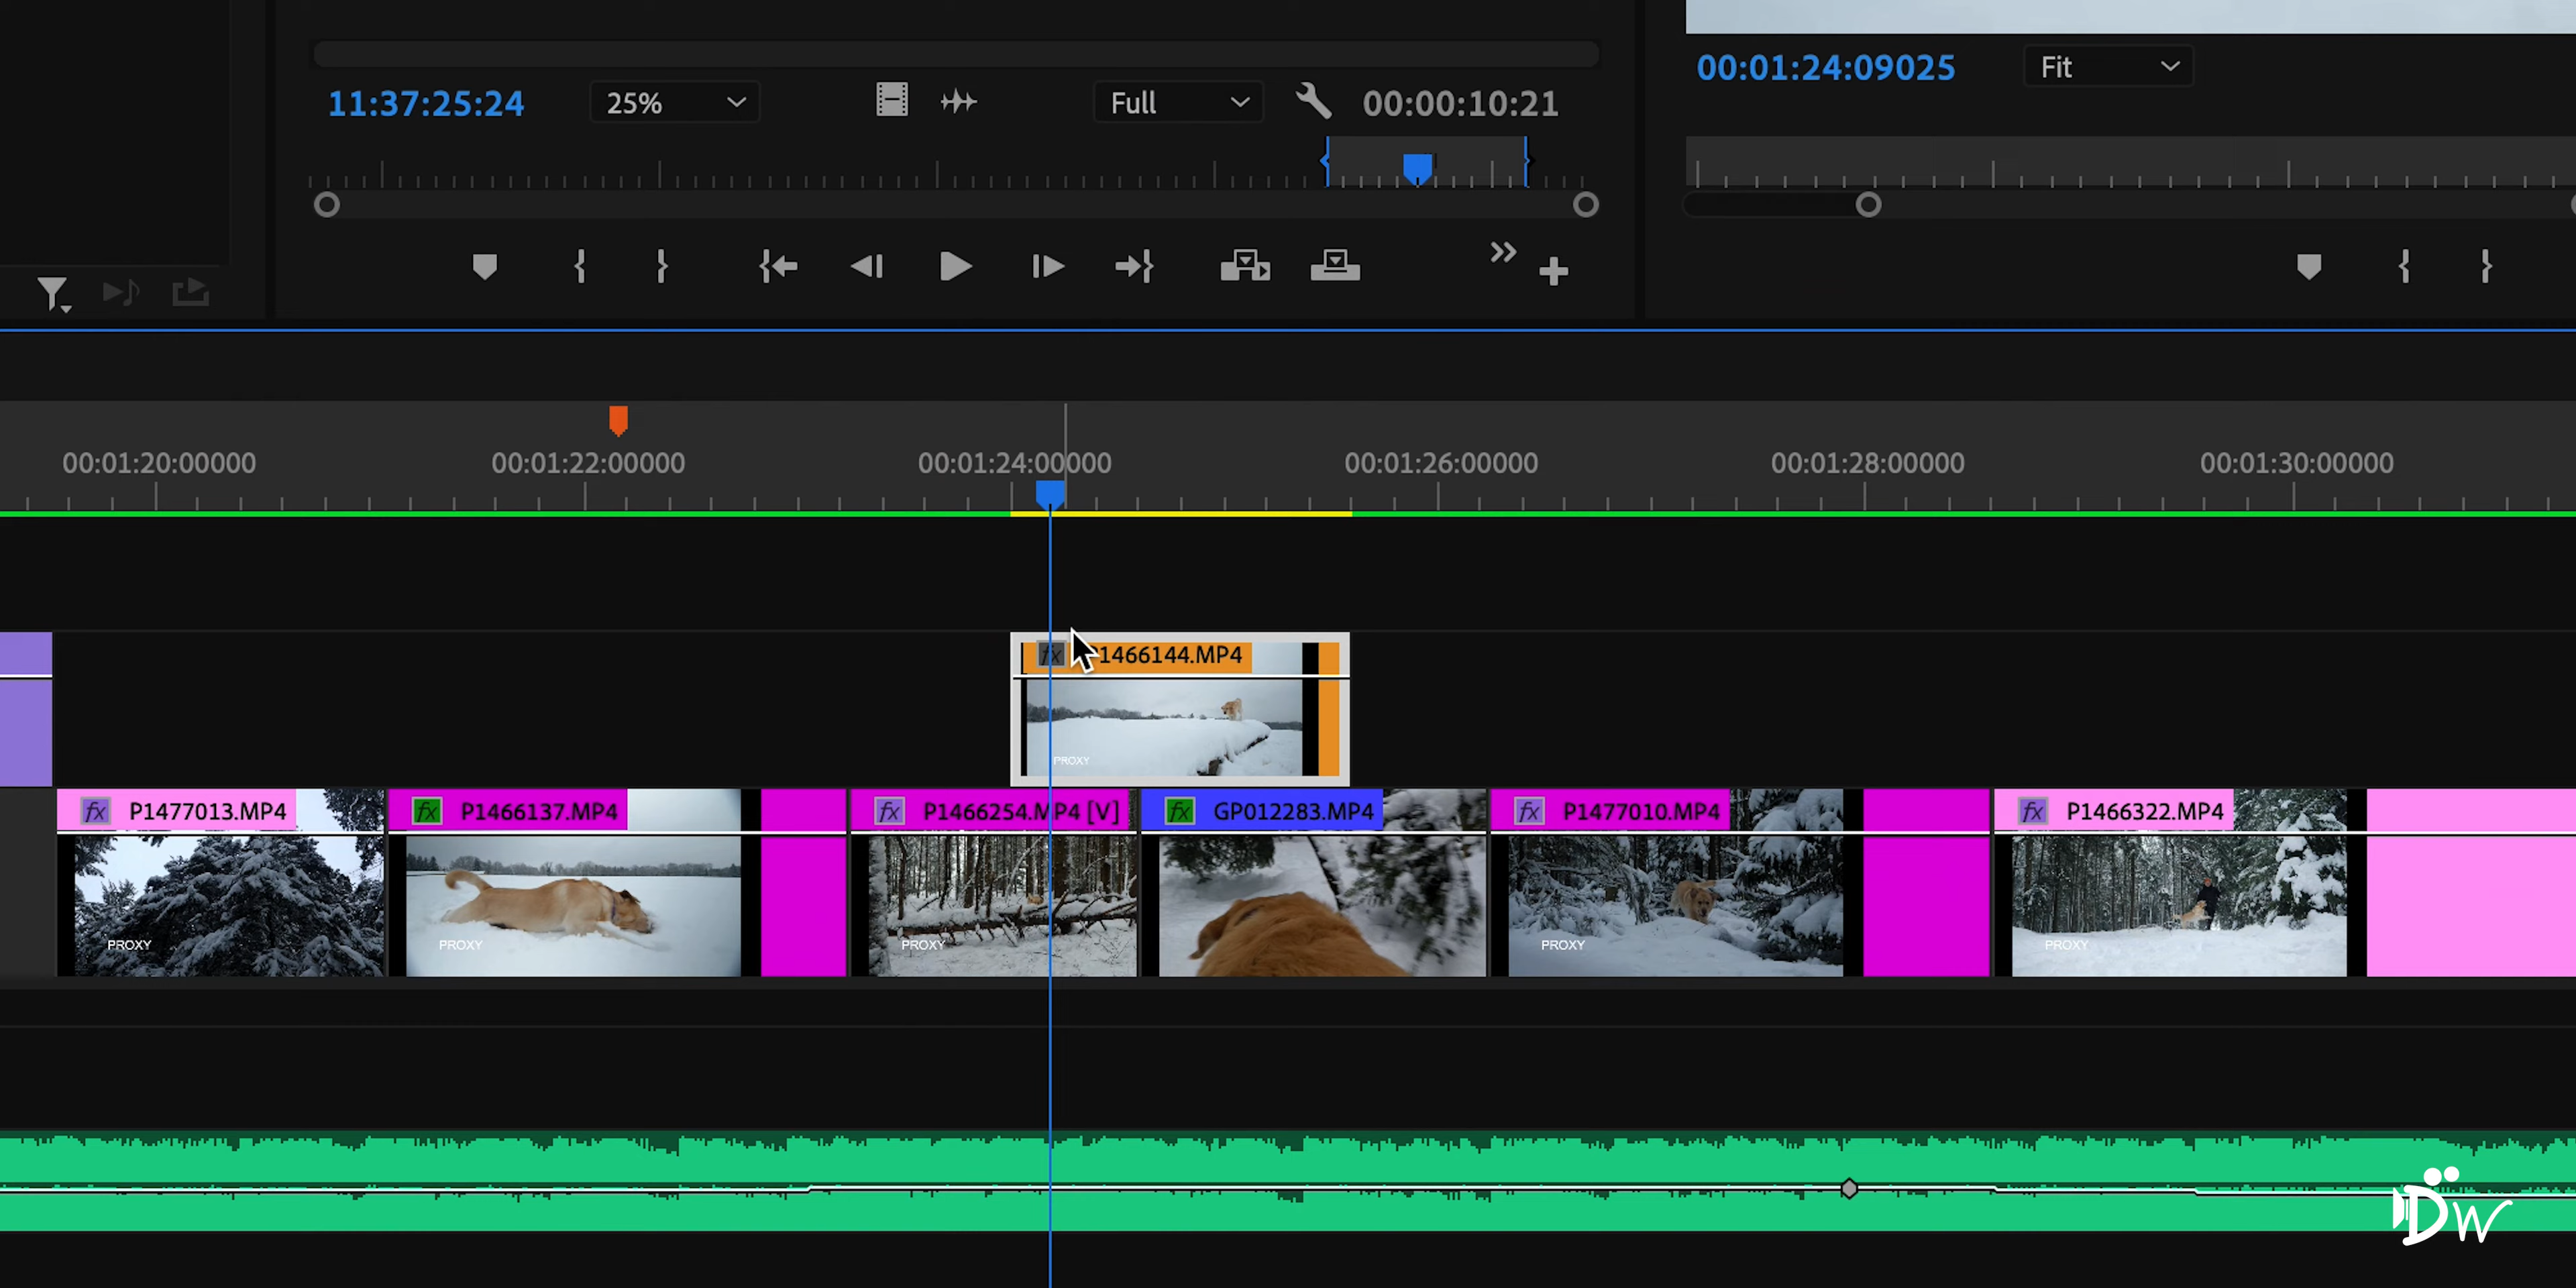 11:37:25:24
25%
Full
00:00:10:21
00:01:24:09025
Fit
00:01:20:00000
00:01:22:00000
00:01:24:00000
00:01:26:00000
00:01:28:00000
00:01:30:00000
fx
1466144.MP4
PROXY
fx P1477013.MP4
fx P1466137.MP4
fx P1466254.MP4 [V]
fx GP012283.MP4
fx P1477010.MP4
fx P1466322.MP4
PROXY
PROXY
PROXY
PROXY
PROXY
DW